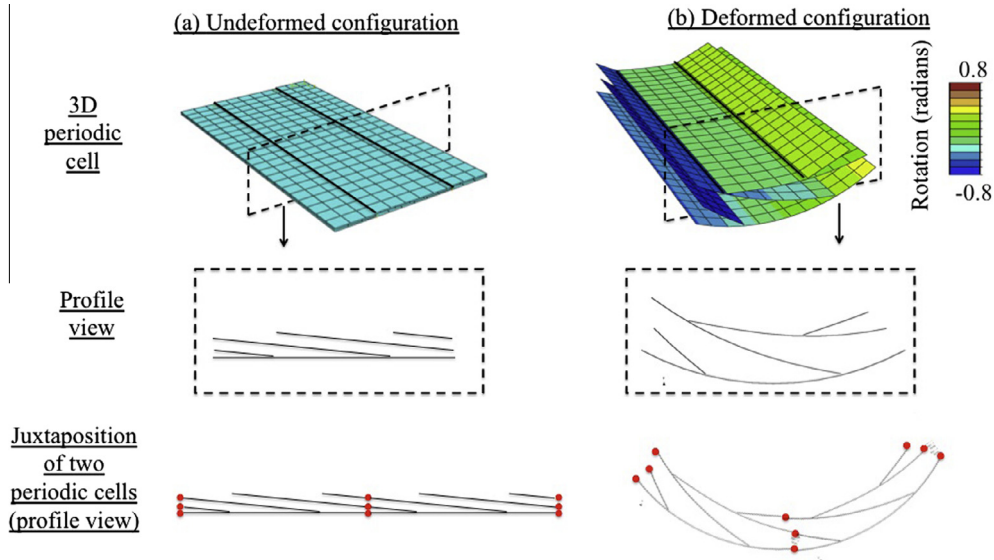 (a) Undeformed configuration
(b) Deformed configuration
3D
periodic
cell
Rotation (radians)
0.8
-0.8
Profile
view
Juxtaposition
of two
periodic cells
(profile view)